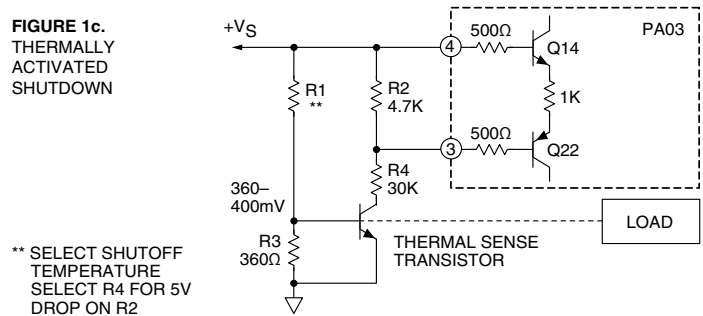 FIGURE 1c.
THERMALLY
ACTIVATED
SHUTDOWN
+VS
4
500Ω
Q14
PA03
R1
**
R2
4.7K
1K
3
500Ω
Q22
R4
30K
360–
400mV
R3
360Ω
THERMAL SENSE
TRANSISTOR
LOAD
** SELECT SHUTOFF
TEMPERATURE
SELECT R4 FOR 5V
DROP ON R2